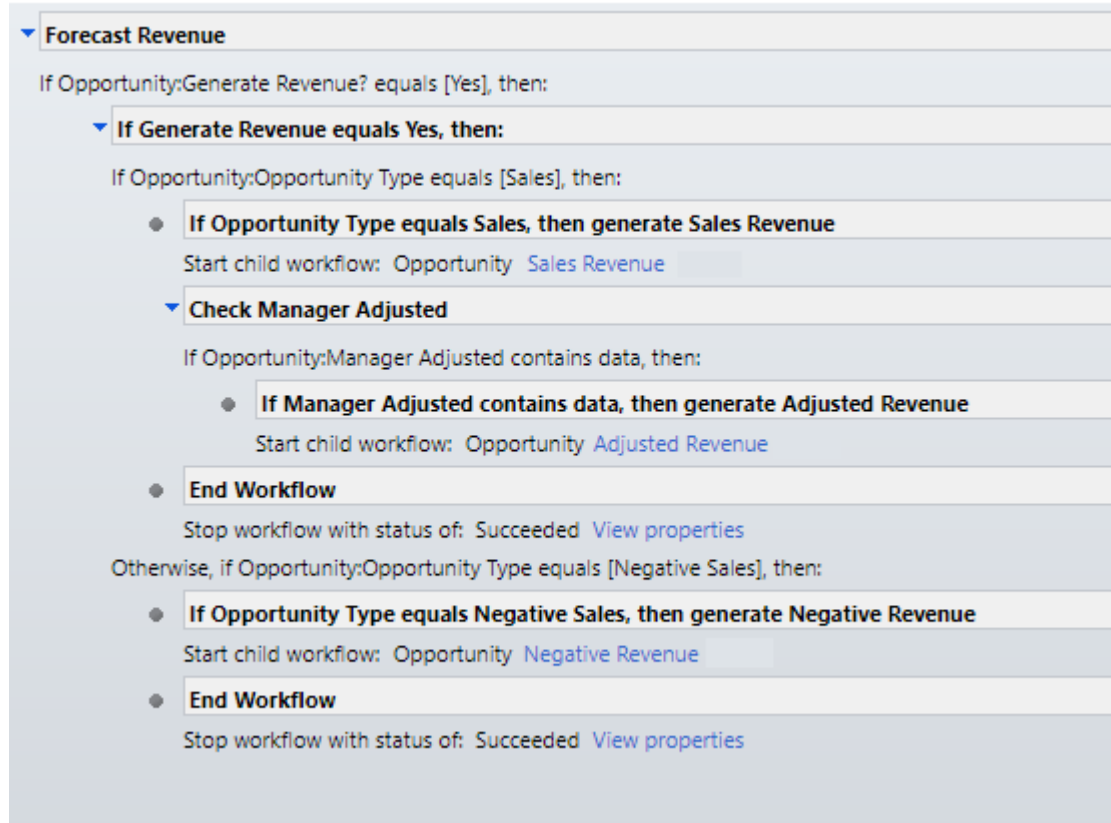 Forecast Revenue
If Opportunity:Generate Revenue? equals [Yes], then:
If Generate Revenue equals Yes, then:
If Opportunity:Opportunity Type equals [Sales], then:
If Opportunity Type equals Sales, then generate Sales Revenue
Start child workflow: Opportunity Sales Revenue
Check Manager Adjusted
If Opportunity:Manager Adjusted contains data, then:
If Manager Adjusted contains data, then generate Adjusted Revenue
Start child workflow: Opportunity Adjusted Revenue
End Workflow
Stop workflow with status of: Succeeded View properties
Otherwise, if Opportunity:Opportunity Type equals [Negative Sales], then:
If Opportunity Type equals Negative Sales, then generate Negative Revenue
Start child workflow: Opportunity Negative Revenue
End Workflow
Stop workflow with status of: Succeeded View properties